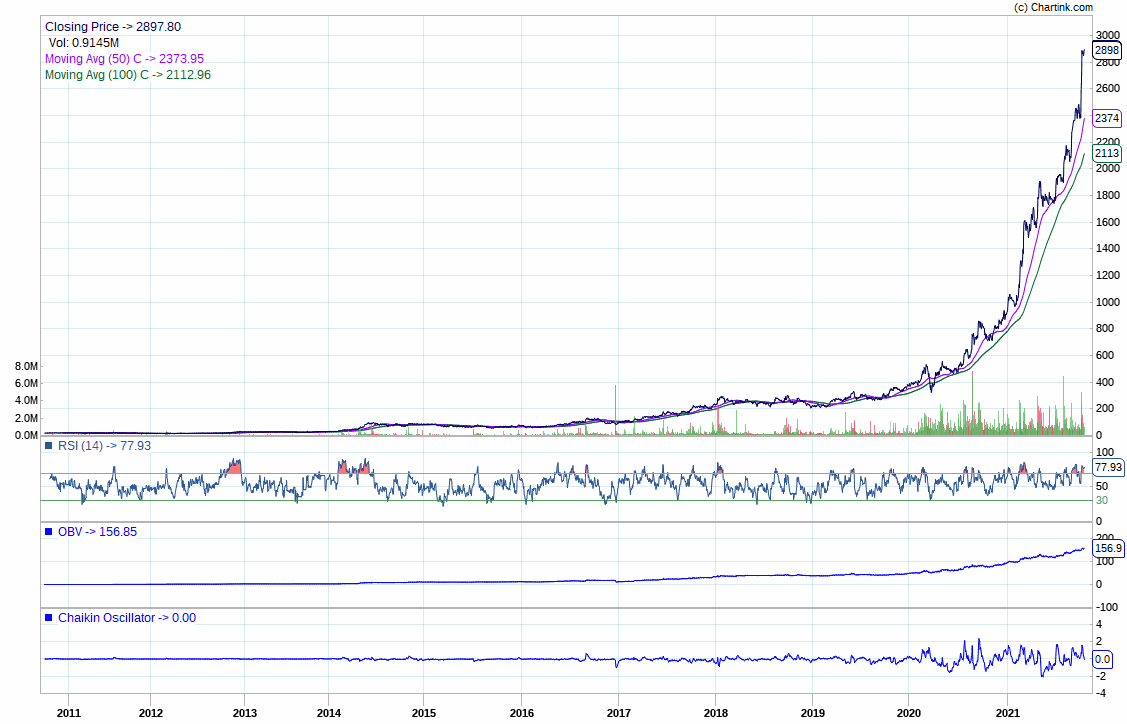 (c) Chartink.com
Closing Price -> 2897.80
Vol: 0.9145M
Moving Avg (50) C -> 2373.95
Moving Avg (100) C -> 2112.96
3000
2898
2800
2600
2374
2200
2113
2000
1800
1600
1400
1200
1000
800
600
400
200
0
8.0M
6.0M
4.0M
2.0M
0.0M
RSI (14) -> 77.93
100
77.93
50
30
0
OBV -> 156.85
200
156.9
100
0
-100
Chaikin Oscillator -> 0.00
4
2
0.0
-2
-4
2011 2012 2013 2014 2015 2016 2017 2018 2019 2020 2021